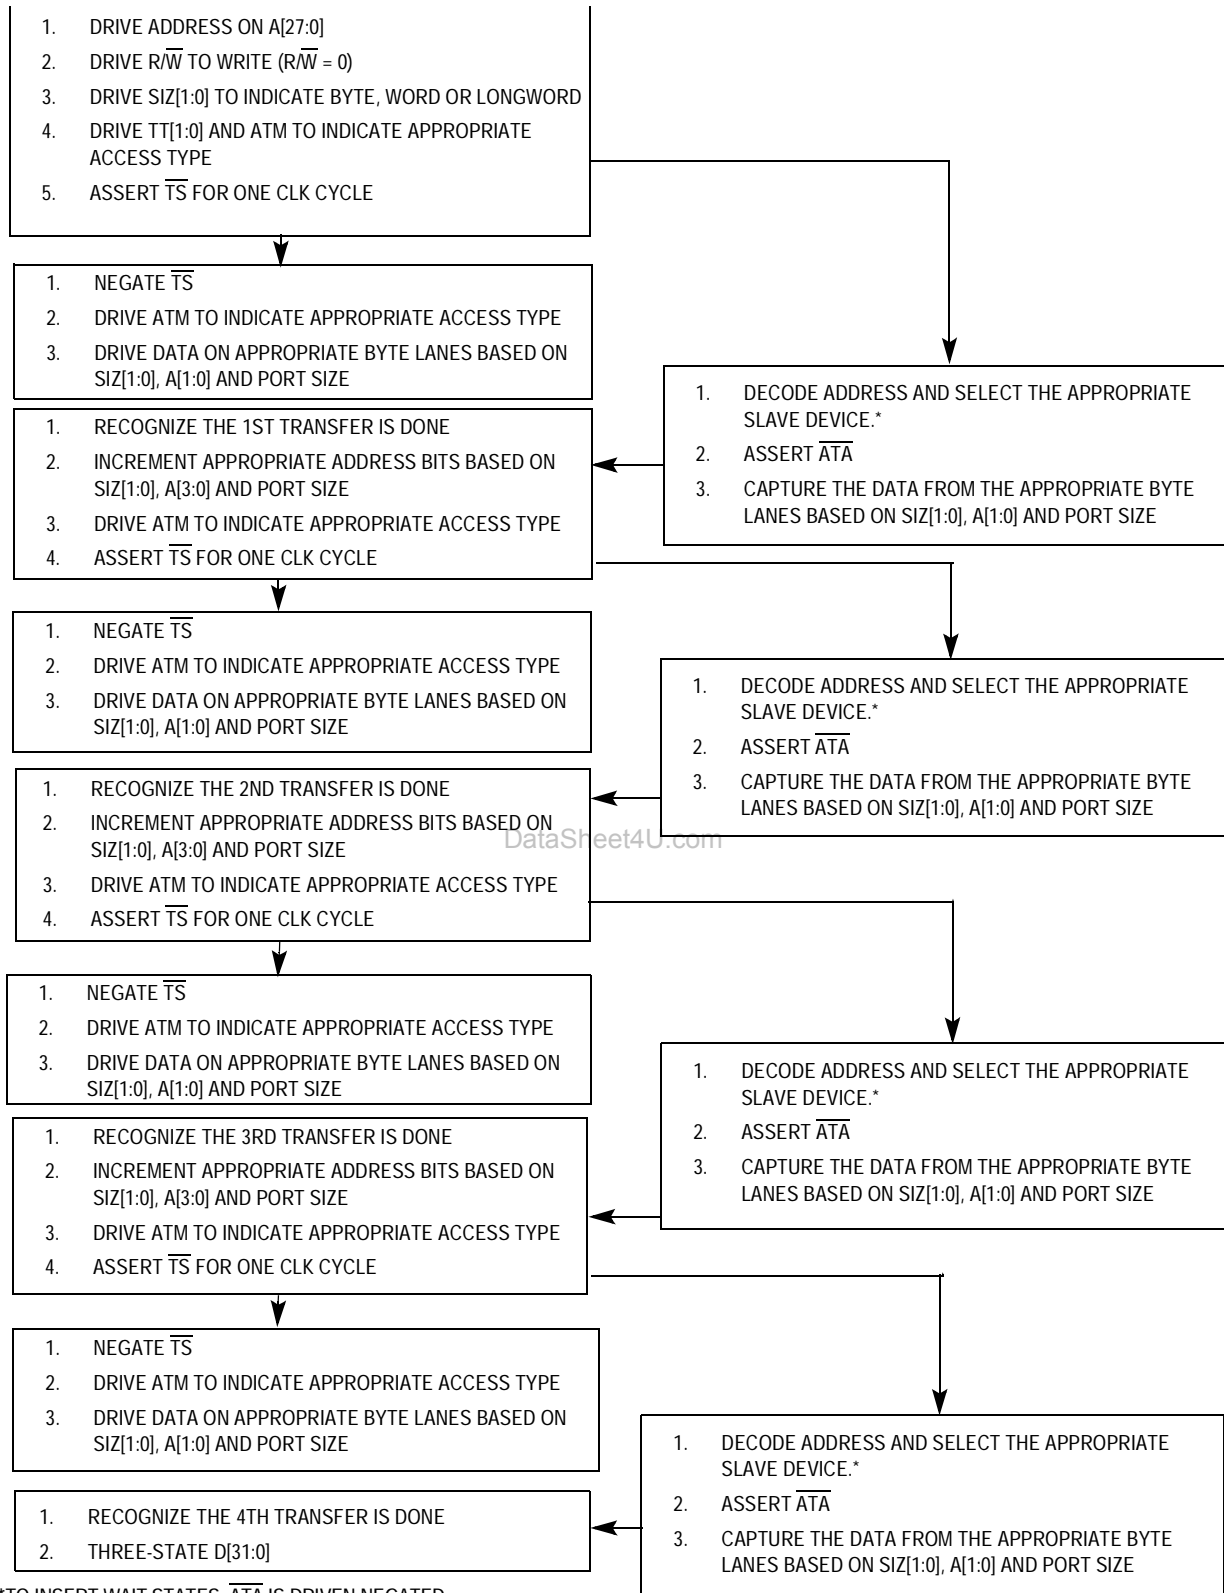 1. DRIVE ADDRESS ON A[27:0]
2. DRIVE R/W̅ TO WRITE (R/W̅ = 0)
3. DRIVE SIZ[1:0] TO INDICATE BYTE, WORD OR LONGWORD
4. DRIVE TT[1:0] AND ATM TO INDICATE APPROPRIATE
ACCESS TYPE
5. ASSERT T̅S̅ FOR ONE CLK CYCLE
1. NEGATE T̅S̅
2. DRIVE ATM TO INDICATE APPROPRIATE ACCESS TYPE
3. DRIVE DATA ON APPROPRIATE BYTE LANES BASED ON
SIZ[1:0], A[1:0] AND PORT SIZE
1. DECODE ADDRESS AND SELECT THE APPROPRIATE
SLAVE DEVICE.*
2. ASSERT A̅T̅A̅
3. CAPTURE THE DATA FROM THE APPROPRIATE BYTE
LANES BASED ON SIZ[1:0], A[1:0] AND PORT SIZE
1. RECOGNIZE THE 1ST TRANSFER IS DONE
2. INCREMENT APPROPRIATE ADDRESS BITS BASED ON
SIZ[1:0], A[3:0] AND PORT SIZE
3. DRIVE ATM TO INDICATE APPROPRIATE ACCESS TYPE
4. ASSERT T̅S̅ FOR ONE CLK CYCLE
1. NEGATE T̅S̅
2. DRIVE ATM TO INDICATE APPROPRIATE ACCESS TYPE
3. DRIVE DATA ON APPROPRIATE BYTE LANES BASED ON
SIZ[1:0], A[1:0] AND PORT SIZE
1. DECODE ADDRESS AND SELECT THE APPROPRIATE
SLAVE DEVICE.*
2. ASSERT A̅T̅A̅
3. CAPTURE THE DATA FROM THE APPROPRIATE BYTE
LANES BASED ON SIZ[1:0], A[1:0] AND PORT SIZE
1. RECOGNIZE THE 2ND TRANSFER IS DONE
2. INCREMENT APPROPRIATE ADDRESS BITS BASED ON
SIZ[1:0], A[3:0] AND PORT SIZE
DataSheet4U.com
3. DRIVE ATM TO INDICATE APPROPRIATE ACCESS TYPE
4. ASSERT T̅S̅ FOR ONE CLK CYCLE
1. NEGATE T̅S̅
2. DRIVE ATM TO INDICATE APPROPRIATE ACCESS TYPE
3. DRIVE DATA ON APPROPRIATE BYTE LANES BASED ON
SIZ[1:0], A[1:0] AND PORT SIZE
1. DECODE ADDRESS AND SELECT THE APPROPRIATE
SLAVE DEVICE.*
2. ASSERT A̅T̅A̅
3. CAPTURE THE DATA FROM THE APPROPRIATE BYTE
LANES BASED ON SIZ[1:0], A[1:0] AND PORT SIZE
1. RECOGNIZE THE 3RD TRANSFER IS DONE
2. INCREMENT APPROPRIATE ADDRESS BITS BASED ON
SIZ[1:0], A[3:0] AND PORT SIZE
3. DRIVE ATM TO INDICATE APPROPRIATE ACCESS TYPE
4. ASSERT T̅S̅ FOR ONE CLK CYCLE
1. NEGATE T̅S̅
2. DRIVE ATM TO INDICATE APPROPRIATE ACCESS TYPE
3. DRIVE DATA ON APPROPRIATE BYTE LANES BASED ON
SIZ[1:0], A[1:0] AND PORT SIZE
1. DECODE ADDRESS AND SELECT THE APPROPRIATE
SLAVE DEVICE.*
2. ASSERT A̅T̅A̅
3. CAPTURE THE DATA FROM THE APPROPRIATE BYTE
LANES BASED ON SIZ[1:0], A[1:0] AND PORT SIZE
1. RECOGNIZE THE 4TH TRANSFER IS DONE
2. THREE-STATE D[31:0]
*TO INSERT WAIT STATES, A̅T̅A̅ IS DRIVEN NEGATED